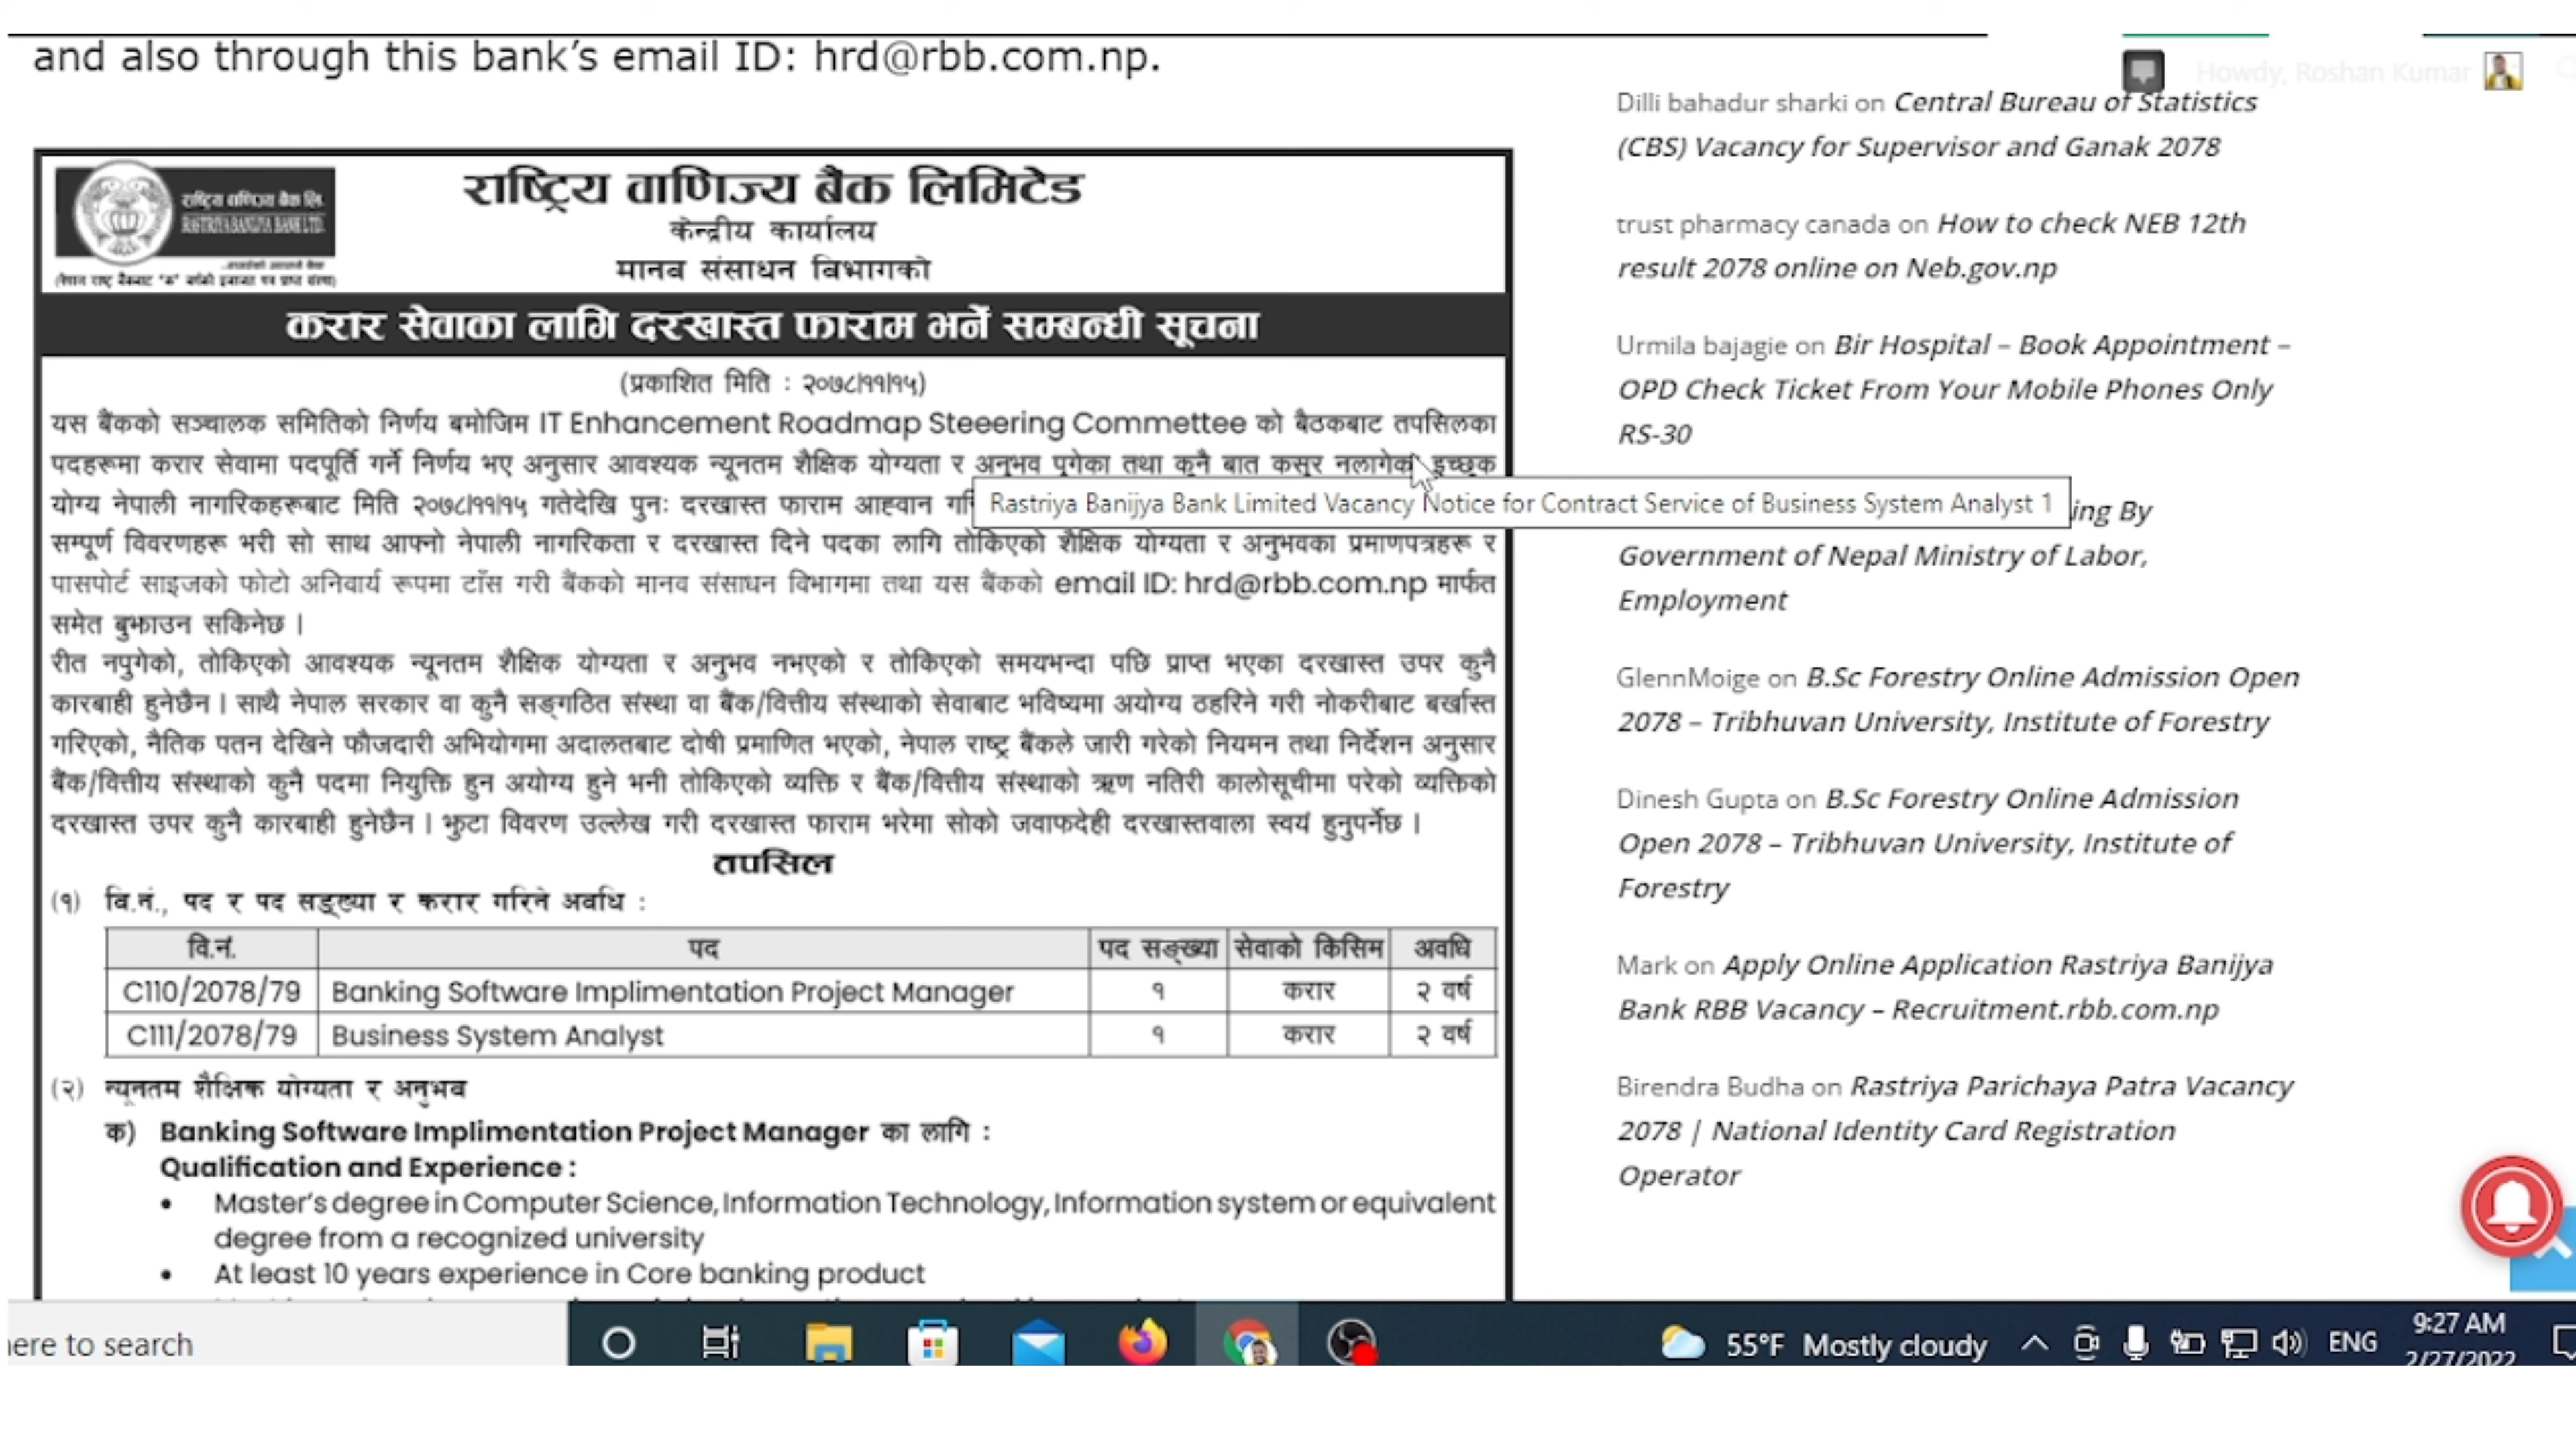 and also through this bank’s email ID: hrd@rbb.com.np.
राष्ट्रिय वाणिज्य बैंक लि.
RASTRIYA BANIJYA BANK LTD.
राष्ट्रिय वाणिज्य बैंक लिमिटेड
केन्द्रीय कार्यालय
मानव संसाधन विभागको
करार सेवाका लागि दरखास्त फाराम भर्ने सम्बन्धी सूचना
(प्रकाशित मिति : २०७८/११/१५)
यस बैंकको सञ्चालक समितिको निर्णय बमोजिम IT Enhancement Roadmap Steeering Commettee को बैठकबाट तपसिलका
पदहरूमा करार सेवामा पदपूर्ति गर्ने निर्णय भए अनुसार आवश्यक न्यूनतम शैक्षिक योग्यता र अनुभव पुगेका तथा कुनै बात कसुर नलागेका इच्छुक
योग्य नेपाली नागरिकहरूबाट मिति २०७८/११/१५ गतेदेखि पुनः दरखास्त फाराम आह्वान
Rastriya Banijya Bank Limited Vacancy Notice for Contract Service of Business System Analyst 1
सम्पूर्ण विवरणहरू भरी सो साथ आफ्नो नेपाली नागरिकता र दरखास्त दिने पदका लागि तोकिएको शैक्षिक योग्यता र अनुभवका प्रमाणपत्रहरू र
पासपोर्ट साइजको फोटो अनिवार्य रूपमा टाँस गरी बैंकको मानव संसाधन विभागमा तथा यस बैंकको email ID: hrd@rbb.com.np मार्फत
समेत बुझाउन सकिनेछ ।
रीत नपुगेको, तोकिएको आवश्यक न्यूनतम शैक्षिक योग्यता र अनुभव नभएको र तोकिएको समयभन्दा पछि प्राप्त भएका दरखास्त उपर कुनै
कारबाही हुनेछैन । साथै नेपाल सरकार वा कुनै सङ्गठित संस्था वा बैंक/वित्तीय संस्थाको सेवाबाट भविष्यमा अयोग्य ठहरिने गरी नोकरीबाट बर्खास्त
गरिएको, नैतिक पतन देखिने फौजदारी अभियोगमा अदालतबाट दोषी प्रमाणित भएको, नेपाल राष्ट्र बैंकले जारी गरेको नियमन तथा निर्देशन अनुसार
बैंक/वित्तीय संस्थाको कुनै पदमा नियुक्ति हुन अयोग्य हुने भनी तोकिएको व्यक्ति र बैंक/वित्तीय संस्थाको ऋण नतिरी कालोसूचीमा परेको व्यक्तिको
दरखास्त उपर कुनै कारबाही हुनेछैन । झुटा विवरण उल्लेख गरी दरखास्त फाराम भरेमा सोको जवाफदेही दरखास्तवाला स्वयं हुनुपर्नेछ ।
तपसिल
(१) वि.नं., पद र पद सङ्ख्या र करार गरिने अवधि :
वि.नं. पद पद सङ्ख्या सेवाको किसिम अवधि
C110/2078/79 Banking Software Implimentation Project Manager १ करार २ वर्ष
C111/2078/79 Business System Analyst १ करार २ वर्ष
(२) न्यूनतम शैक्षिक योग्यता र अनुभव
क) Banking Software Implimentation Project Manager का लागि :
Qualification and Experience :
• Master’s degree in Computer Science, Information Technology, Information system or equivalent
degree from a recognized university
• At least 10 years experience in Core banking product
Howdy, Roshan Kumar
Dilli bahadur sharki on Central Bureau of Statistics
(CBS) Vacancy for Supervisor and Ganak 2078
trust pharmacy canada on How to check NEB 12th
result 2078 online on Neb.gov.np
Urmila bajagie on Bir Hospital – Book Appointment –
OPD Check Ticket From Your Mobile Phones Only
RS-30
ing By
Government of Nepal Ministry of Labor,
Employment
GlennMoige on B.Sc Forestry Online Admission Open
2078 – Tribhuvan University, Institute of Forestry
Dinesh Gupta on B.Sc Forestry Online Admission
Open 2078 – Tribhuvan University, Institute of
Forestry
Mark on Apply Online Application Rastriya Banijya
Bank RBB Vacancy – Recruitment.rbb.com.np
Birendra Budha on Rastriya Parichaya Patra Vacancy
2078 | National Identity Card Registration
Operator
here to search
55°F Mostly cloudy
ENG
9:27 AM
2/27/2022